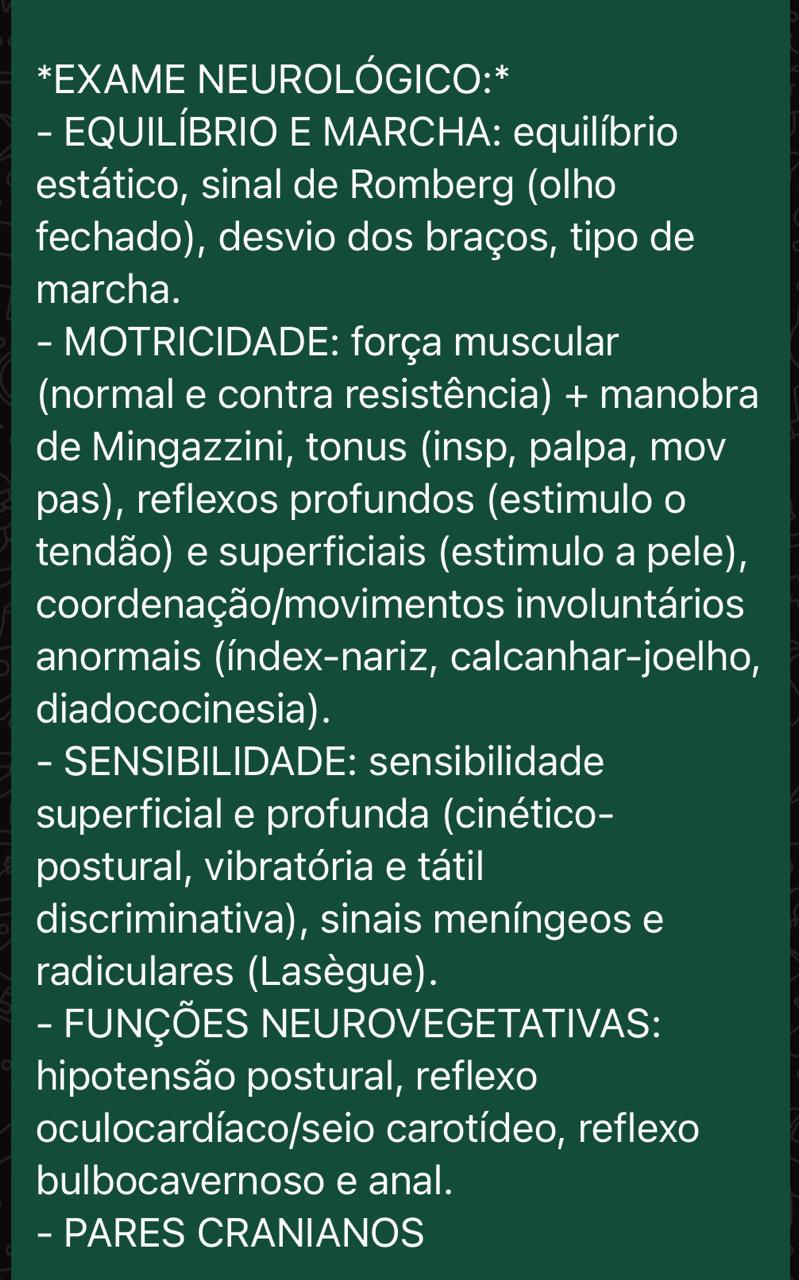 *EXAME NEUROLÓGICO:*
- EQUILÍBRIO E MARCHA: equilíbrio
estático, sinal de Romberg (olho
fechado), desvio dos braços, tipo de
marcha.
- MOTRICIDADE: força muscular
(normal e contra resistência) + manobra
de Mingazzini, tonus (insp, palpa, mov
pas), reflexos profundos (estimulo o
tendão) e superficiais (estimulo a pele),
coordenação/movimentos involuntários
anormais (índex-nariz, calcanhar-joelho,
diadococinesia).
- SENSIBILIDADE: sensibilidade
superficial e profunda (cinético-
postural, vibratória e tátil
discriminativa), sinais meníngeos e
radiculares (Lasègue).
- FUNÇÕES NEUROVEGETATIVAS:
hipotensão postural, reflexo
oculocardíaco/seio carotídeo, reflexo
bulbocavernoso e anal.
- PARES CRANIANOS